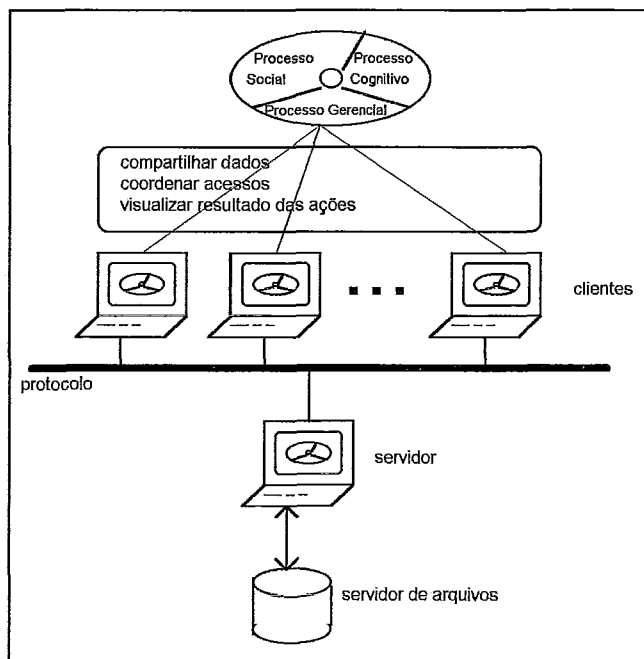 Processo Social
Processo Cognitivo
Processo Gerencial
compartilhar dados
coordenar acessos
visualizar resultado das ações
clientes
protocolo
servidor
servidor de arquivos